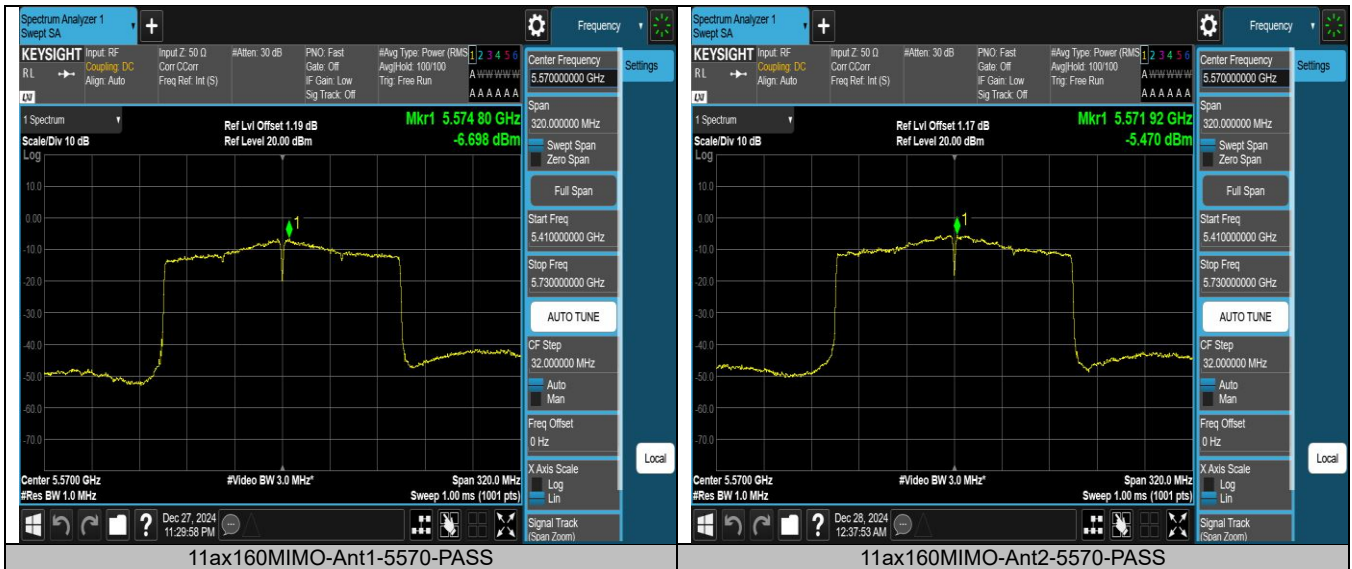 Spectrum Analyzer 1
Swept SA
+
Frequency
KEYSIGHT
RL
LXI
Input: RF
Coupling: DC
Align: Auto
Input Z: 50 Ω
Corr CCorr
Freq Ref: Int (S)
#Atten: 30 dB
PNO: Fast
Gate: Off
IF Gain: Low
Sig Track: Off
#Avg Type: Power (RMS
Avg|Hold: 100/100
Trig: Free Run
1 2 3 4 5 6
A W W W W W
A A A A A A
1 Spectrum
Scale/Div 10 dB
Log
Ref Lvl Offset 1.19 dB
Ref Level 20.00 dBm
Mkr1 5.574 80 GHz
-6.698 dBm
1
10.0
0.00
-10.0
-20.0
-30.0
-40.0
-50.0
-60.0
-70.0
Center 5.5700 GHz
#Res BW 1.0 MHz
#Video BW 3.0 MHz*
Span 320.0 MHz
Sweep 1.00 ms (1001 pts)
Center Frequency
5.570000000 GHz
Span
320.000000 MHz
Swept Span
Zero Span
Full Span
Start Freq
5.410000000 GHz
Stop Freq
5.730000000 GHz
AUTO TUNE
CF Step
32.000000 MHz
Auto
Man
Freq Offset
0 Hz
X Axis Scale
Log
Lin
Signal Track
(Span Zoom)
Settings
Local
?
Dec 27, 2024
11:29:58 PM
11ax160MIMO-Ant1-5570-PASS
Spectrum Analyzer 1
Swept SA
+
Frequency
KEYSIGHT
RL
LXI
Input: RF
Coupling: DC
Align: Auto
Input Z: 50 Ω
Corr CCorr
Freq Ref: Int (S)
#Atten: 30 dB
PNO: Fast
Gate: Off
IF Gain: Low
Sig Track: Off
#Avg Type: Power (RMS
Avg|Hold: 100/100
Trig: Free Run
1 2 3 4 5 6
A W W W W W
A A A A A A
1 Spectrum
Scale/Div 10 dB
Log
Ref Lvl Offset 1.17 dB
Ref Level 20.00 dBm
Mkr1 5.571 92 GHz
-5.470 dBm
1
10.0
0.00
-10.0
-20.0
-30.0
-40.0
-50.0
-60.0
-70.0
Center 5.5700 GHz
#Res BW 1.0 MHz
#Video BW 3.0 MHz*
Span 320.0 MHz
Sweep 1.00 ms (1001 pts)
Center Frequency
5.570000000 GHz
Span
320.000000 MHz
Swept Span
Zero Span
Full Span
Start Freq
5.410000000 GHz
Stop Freq
5.730000000 GHz
AUTO TUNE
CF Step
32.000000 MHz
Auto
Man
Freq Offset
0 Hz
X Axis Scale
Log
Lin
Signal Track
(Span Zoom)
Settings
Local
?
Dec 28, 2024
12:37:53 AM
11ax160MIMO-Ant2-5570-PASS